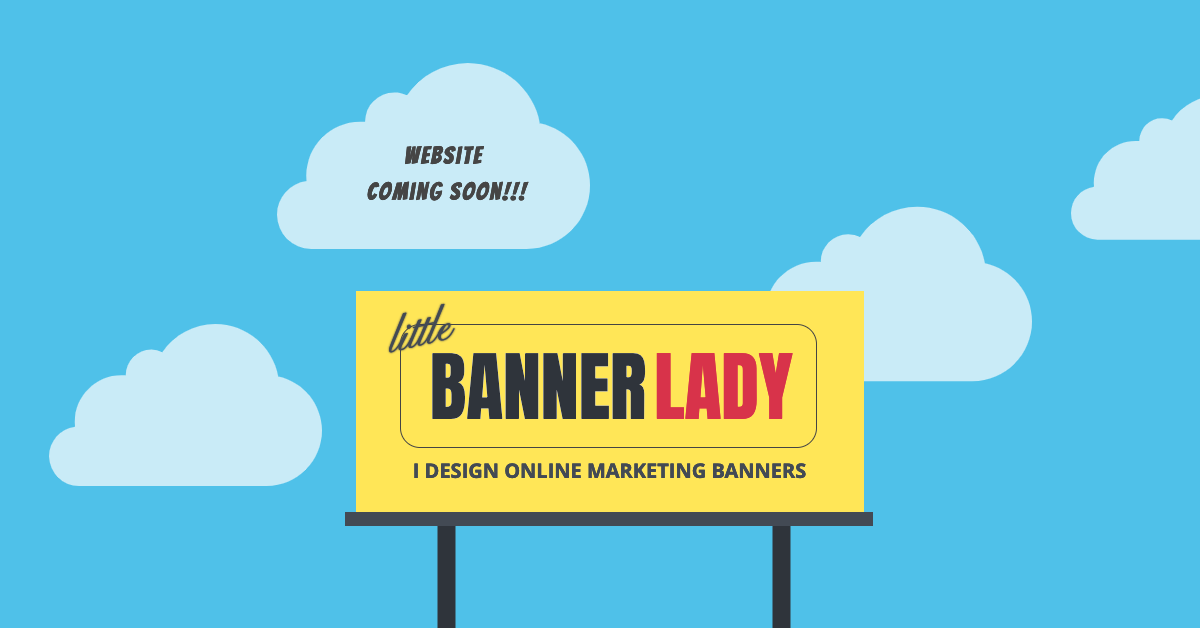 WEBSITE
COMING SOON!!!
little
BANNER LADY
I DESIGN ONLINE MARKETING BANNERS